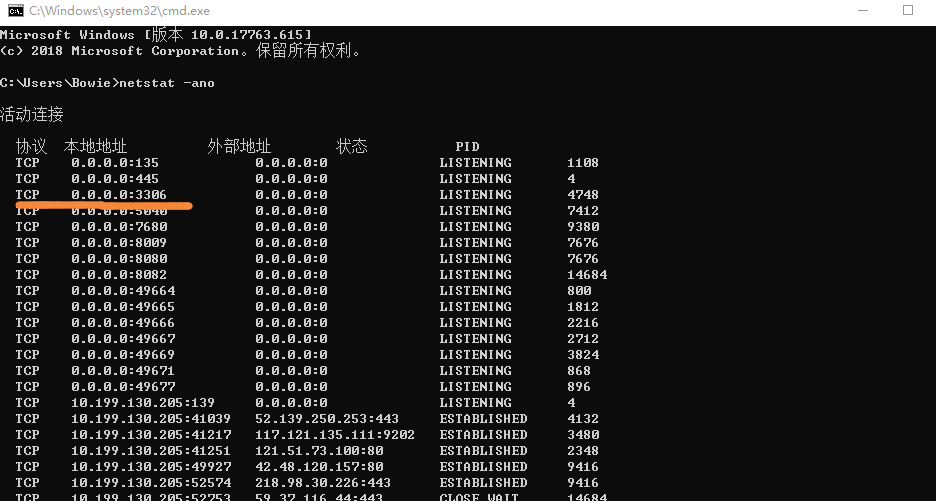 C:\Windows\system32\cmd.exe
Microsoft Windows [版本 10.0.17763.615]
(c) 2018 Microsoft Corporation。保留所有权利。
C:\Users\Bowie>netstat -ano
活动连接
协议 本地地址 外部地址 状态 PID
TCP 0.0.0.0:135 0.0.0.0:0 LISTENING 1108
TCP 0.0.0.0:445 0.0.0.0:0 LISTENING 4
TCP 0.0.0.0:3306 0.0.0.0:0 LISTENING 4748
TCP 0.0.0.0:5040 0.0.0.0:0 LISTENING 7412
TCP 0.0.0.0:7680 0.0.0.0:0 LISTENING 9380
TCP 0.0.0.0:8009 0.0.0.0:0 LISTENING 7676
TCP 0.0.0.0:8080 0.0.0.0:0 LISTENING 7676
TCP 0.0.0.0:8082 0.0.0.0:0 LISTENING 14684
TCP 0.0.0.0:49664 0.0.0.0:0 LISTENING 800
TCP 0.0.0.0:49665 0.0.0.0:0 LISTENING 1812
TCP 0.0.0.0:49666 0.0.0.0:0 LISTENING 2216
TCP 0.0.0.0:49667 0.0.0.0:0 LISTENING 2712
TCP 0.0.0.0:49669 0.0.0.0:0 LISTENING 3824
TCP 0.0.0.0:49671 0.0.0.0:0 LISTENING 868
TCP 0.0.0.0:49677 0.0.0.0:0 LISTENING 896
TCP 10.199.130.205:139 0.0.0.0:0 LISTENING 4
TCP 10.199.130.205:41039 52.139.250.253:443 ESTABLISHED 4132
TCP 10.199.130.205:41217 117.121.135.111:9202 ESTABLISHED 3480
TCP 10.199.130.205:41251 121.51.73.100:80 ESTABLISHED 2348
TCP 10.199.130.205:49927 42.48.120.157:80 ESTABLISHED 9416
TCP 10.199.130.205:52574 218.98.30.226:443 ESTABLISHED 9416
TCP 10.199.130.205:52753 59.37.116.44:443 CLOSE_WAIT 14684